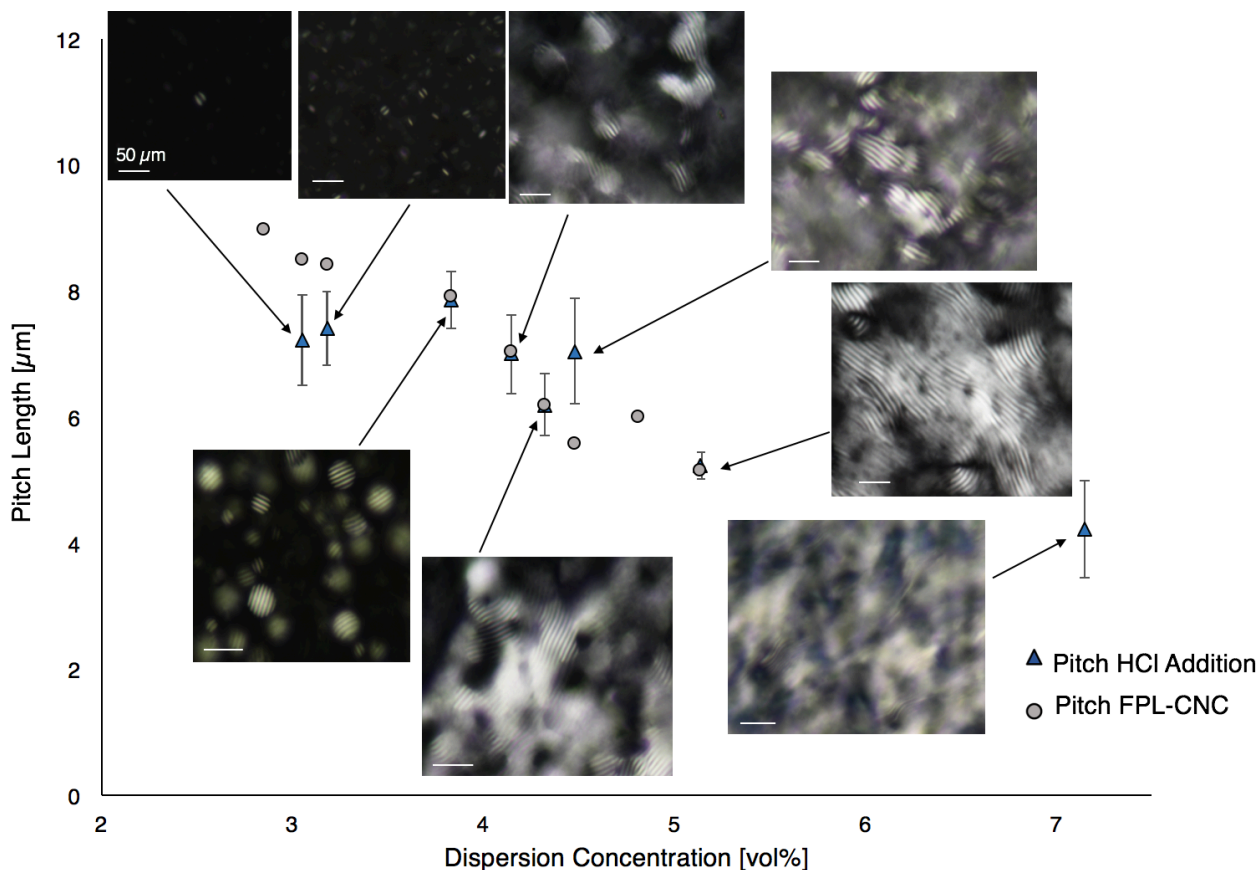 12
10
8
6
4
2
0
Pitch Length [µm]
50 µm
Pitch HCl Addition
Pitch FPL-CNC
2 3 4 5 6 7
Dispersion Concentration [vol%]